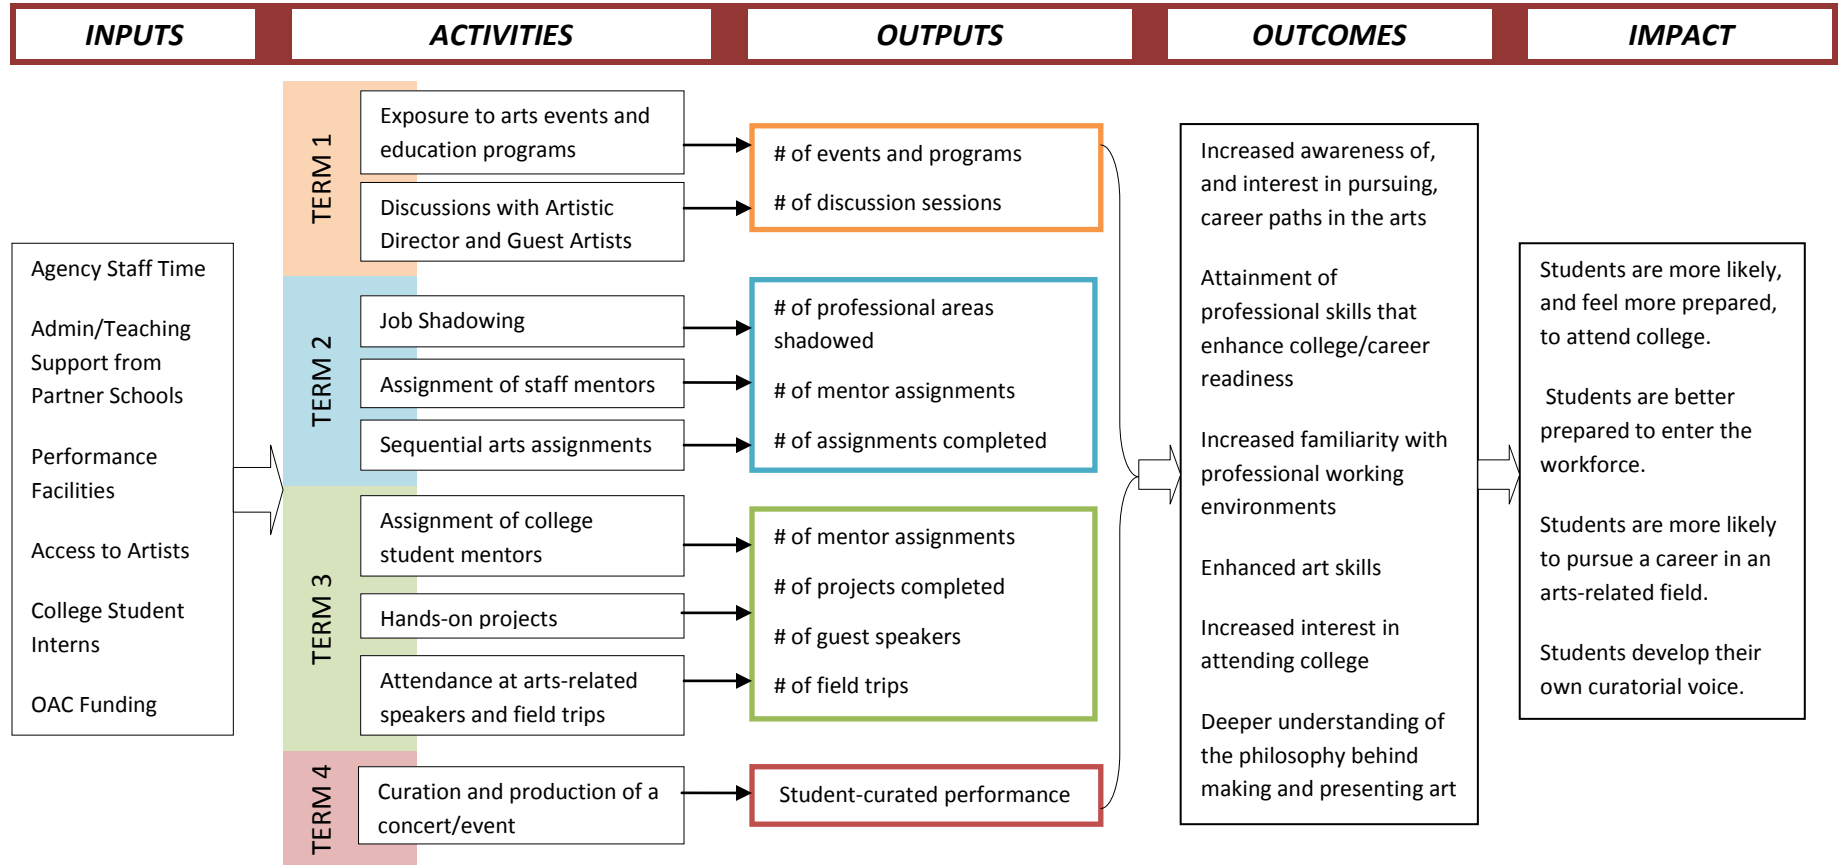 INPUTS
ACTIVITIES
OUTPUTS
OUTCOMES
IMPACT
Agency Staff Time
Admin/Teaching
Support from
Partner Schools
Performance
Facilities
Access to Artists
College Student
Interns
OAC Funding
TERM 1
Exposure to arts events and
education programs
Discussions with Artistic
Director and Guest Artists
TERM 2
Job Shadowing
Assignment of staff mentors
Sequential arts assignments
TERM 3
Assignment of college
student mentors
Hands-on projects
Attendance at arts-related
speakers and field trips
TERM 4
Curation and production of a
concert/event
# of events and programs
# of discussion sessions
# of professional areas
shadowed
# of mentor assignments
# of assignments completed
# of mentor assignments
# of projects completed
# of guest speakers
# of field trips
Student-curated performance
Increased awareness of,
and interest in pursuing,
career paths in the arts
Attainment of
professional skills that
enhance college/career
readiness
Increased familiarity with
professional working
environments
Enhanced art skills
Increased interest in
attending college
Deeper understanding of
the philosophy behind
making and presenting art
Students are more likely,
and feel more prepared,
to attend college.
Students are better
prepared to enter the
workforce.
Students are more likely
to pursue a career in an
arts-related field.
Students develop their
own curatorial voice.